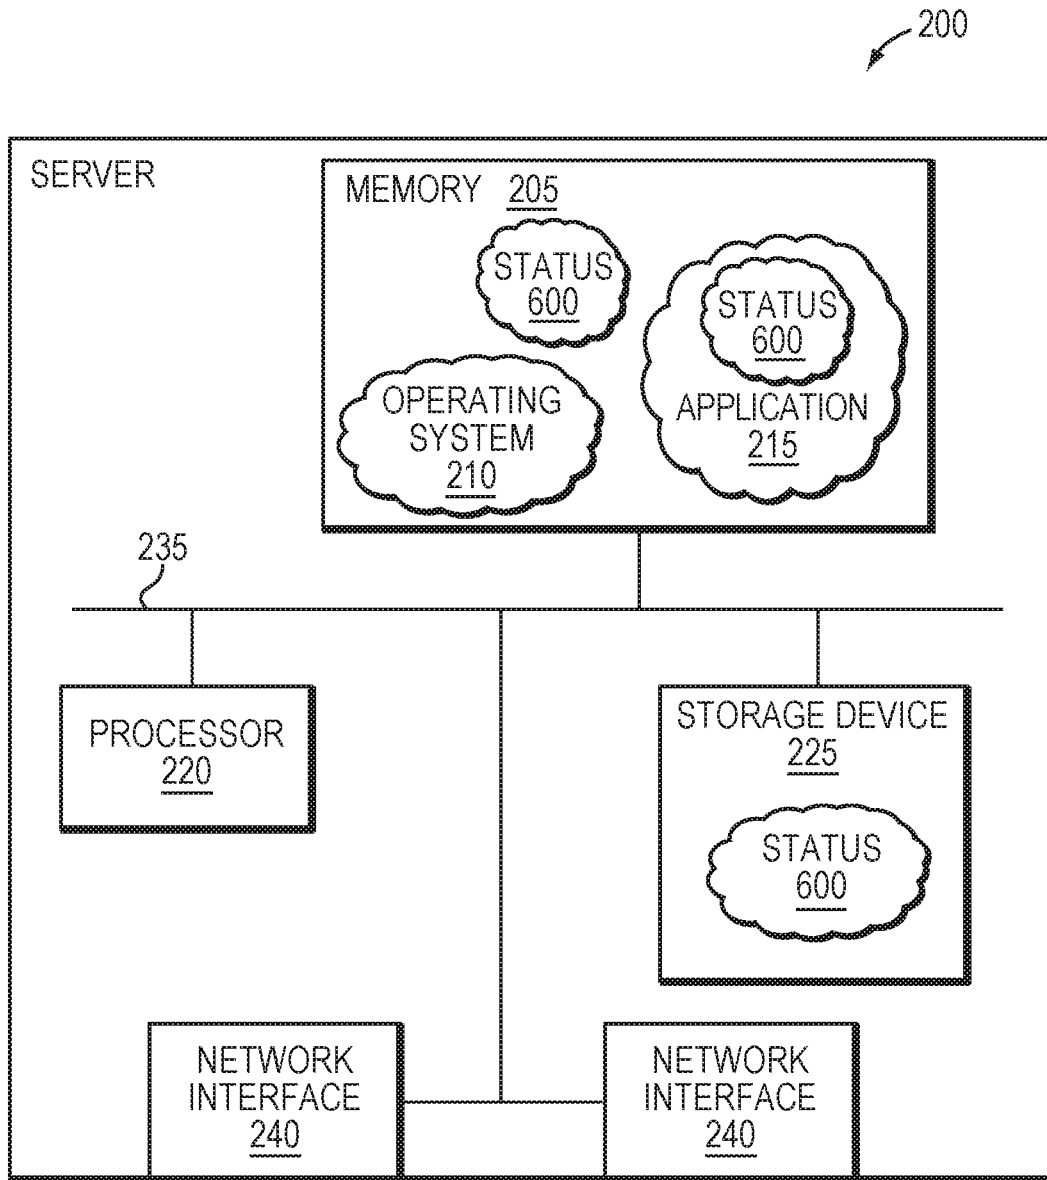 200
SERVER
MEMORY 205
STATUS
600
STATUS
600
OPERATING
SYSTEM
210
APPLICATION
215
235
PROCESSOR
220
STORAGE DEVICE
225
STATUS
600
NETWORK
INTERFACE
240
NETWORK
INTERFACE
240